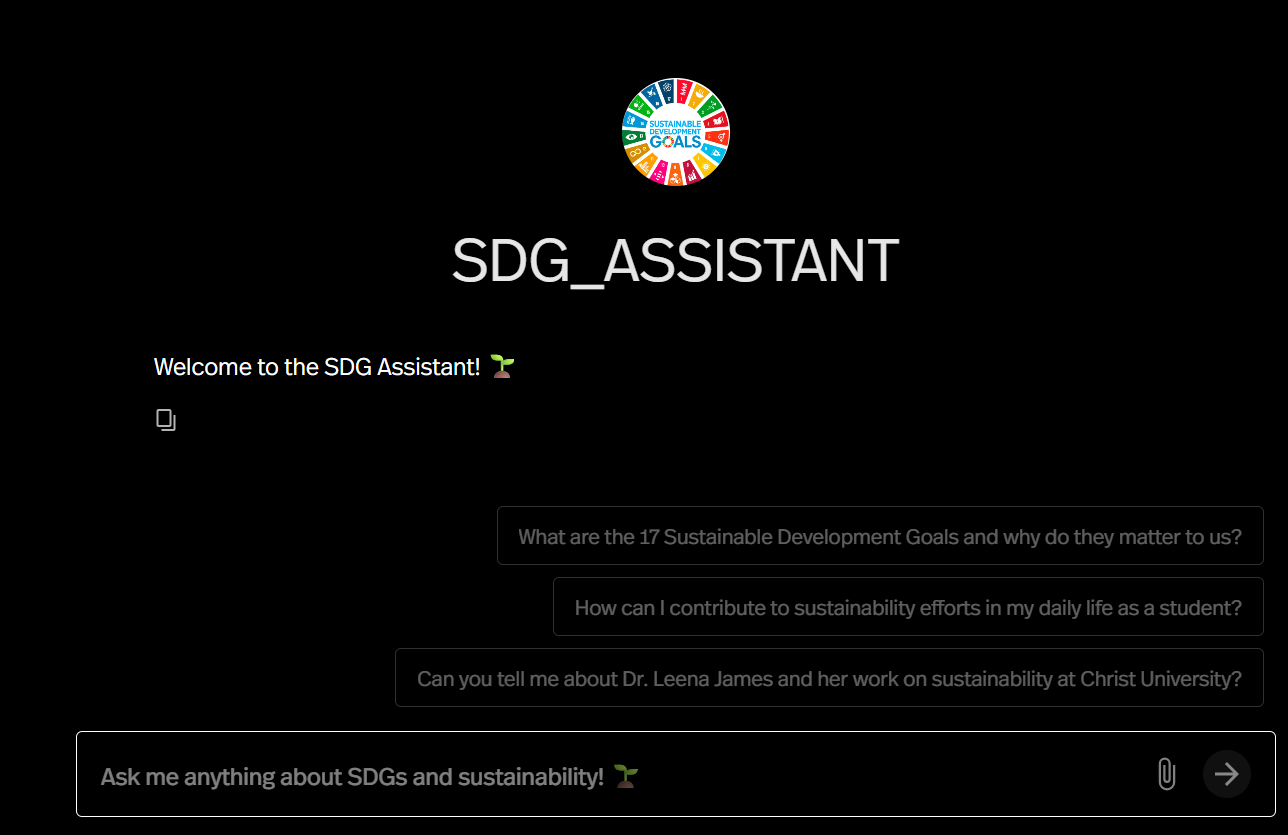 SUSTAINABLE
DEVELOPMENT
GOALS
SDG_ASSISTANT
Welcome to the SDG Assistant! 🌱
What are the 17 Sustainable Development Goals and why do they matter to us?
How can I contribute to sustainability efforts in my daily life as a student?
Can you tell me about Dr. Leena James and her work on sustainability at Christ University?
Ask me anything about SDGs and sustainability! 🌱